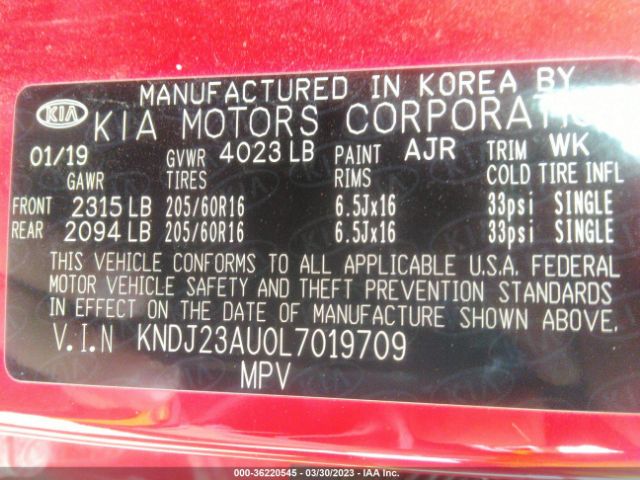 MANUFACTURED IN KOREA BY
KIA KIA MOTORS CORPORATI
01/19 GVWR 4023 LB PAINT AJR TRIM WK
GAWR TIRES RIMS COLD TIRE INFL
FRONT 2315 LB 205/60R16 6.5Jx16 33psi SINGLE
REAR 2094 LB 205/60R16 6.5Jx16 33psi SINGLE
THIS VEHICLE CONFORMS TO ALL APPLICABLE U.S.A. FEDERAL
MOTOR VEHICLE SAFETY AND THEFT PREVENTION STANDARDS
IN EFFECT ON THE DATE OF MANUFACTURE SHOWN ABOVE.
V.I.N KNDJ23AU0L7019709
MPV
000-36220545 - 03/30/2023 - IAA Inc.